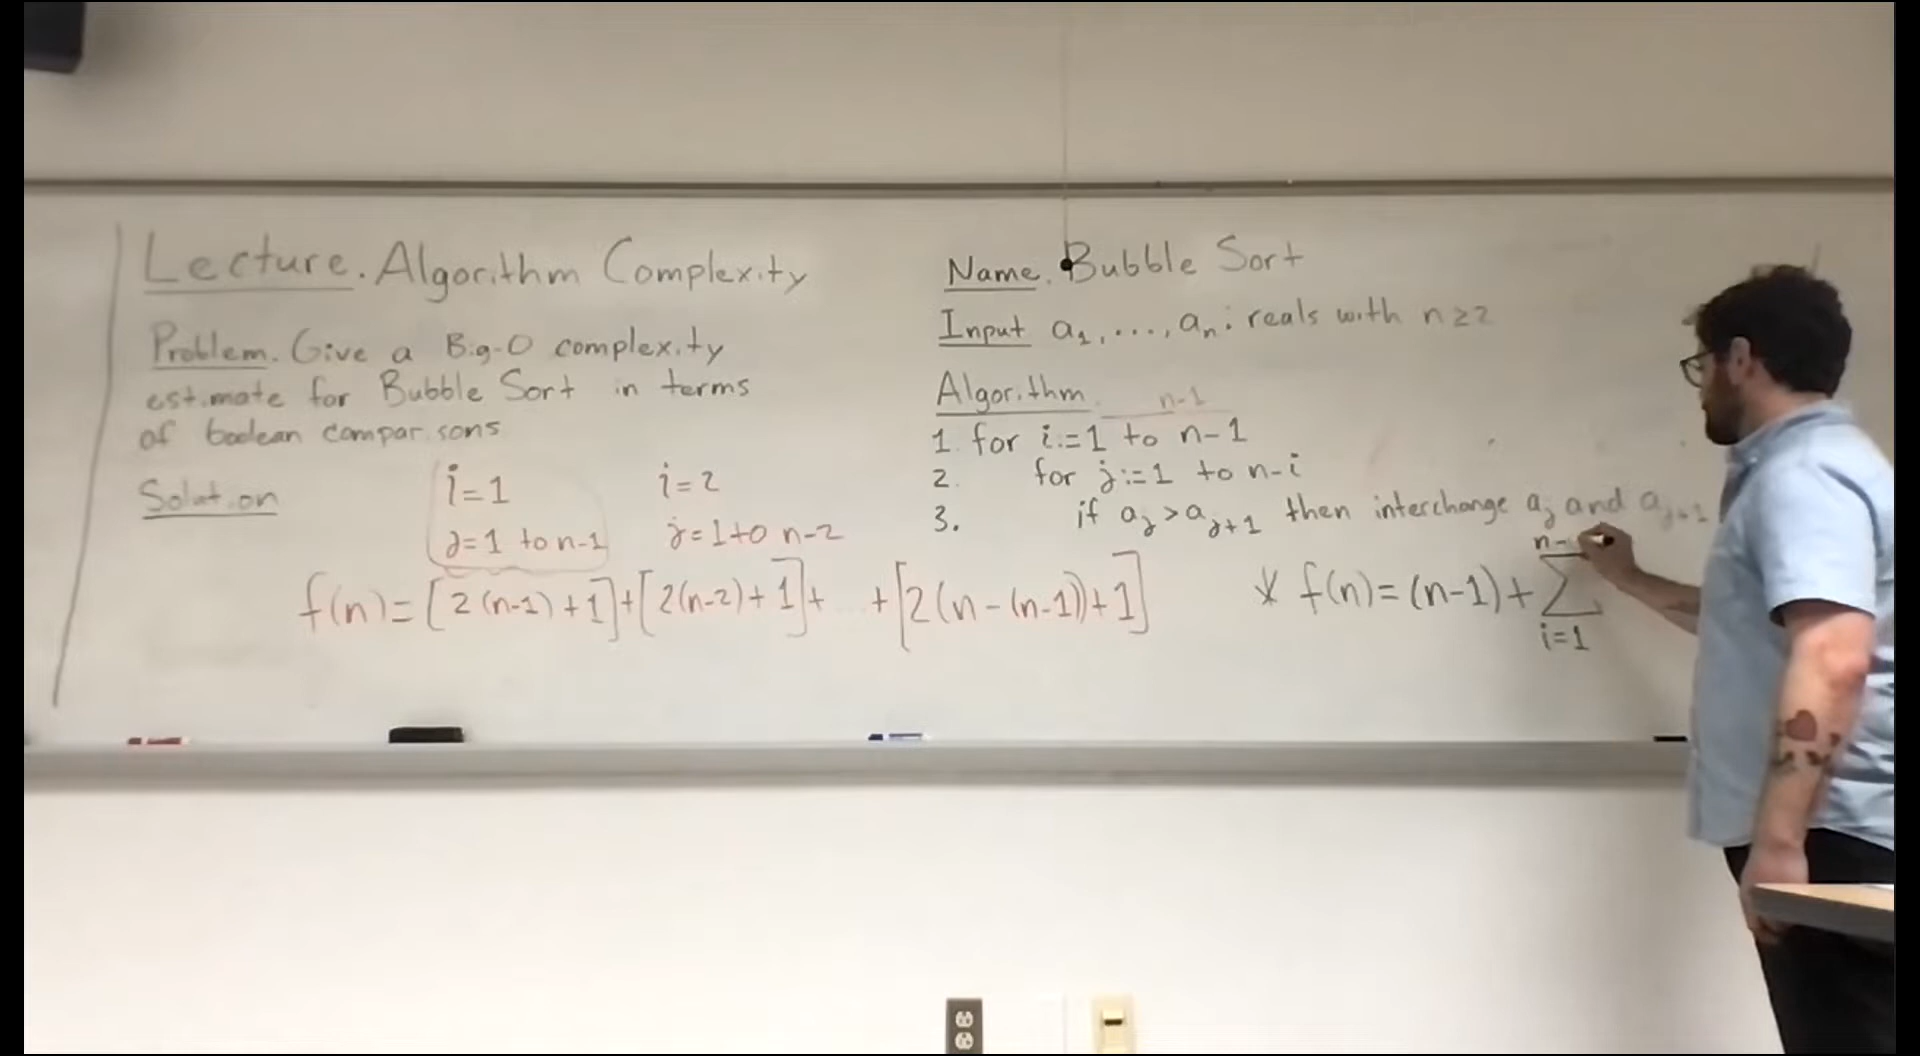 Lecture. Algorithm Complexity
Problem. Give a Big-O complexity
estimate for Bubble Sort in terms
of boolean comparisons
Solution
i=1
j=1 to n-1
i=2
j=1 to n-2
f(n)=[2(n-1)+1]+[2(n-2)+1]+ +[2(n-(n-1))+1]
Name. Bubble Sort
Input a₁,...,aₙ: reals with n≥2
Algorithm.
n-1
1. for i:=1 to n-1
2. for j:=1 to n-i
3. if aⱼ>aⱼ₊₁ then interchange aⱼ and aⱼ₊₁
n-
* f(n)=(n-1)+∑
i=1